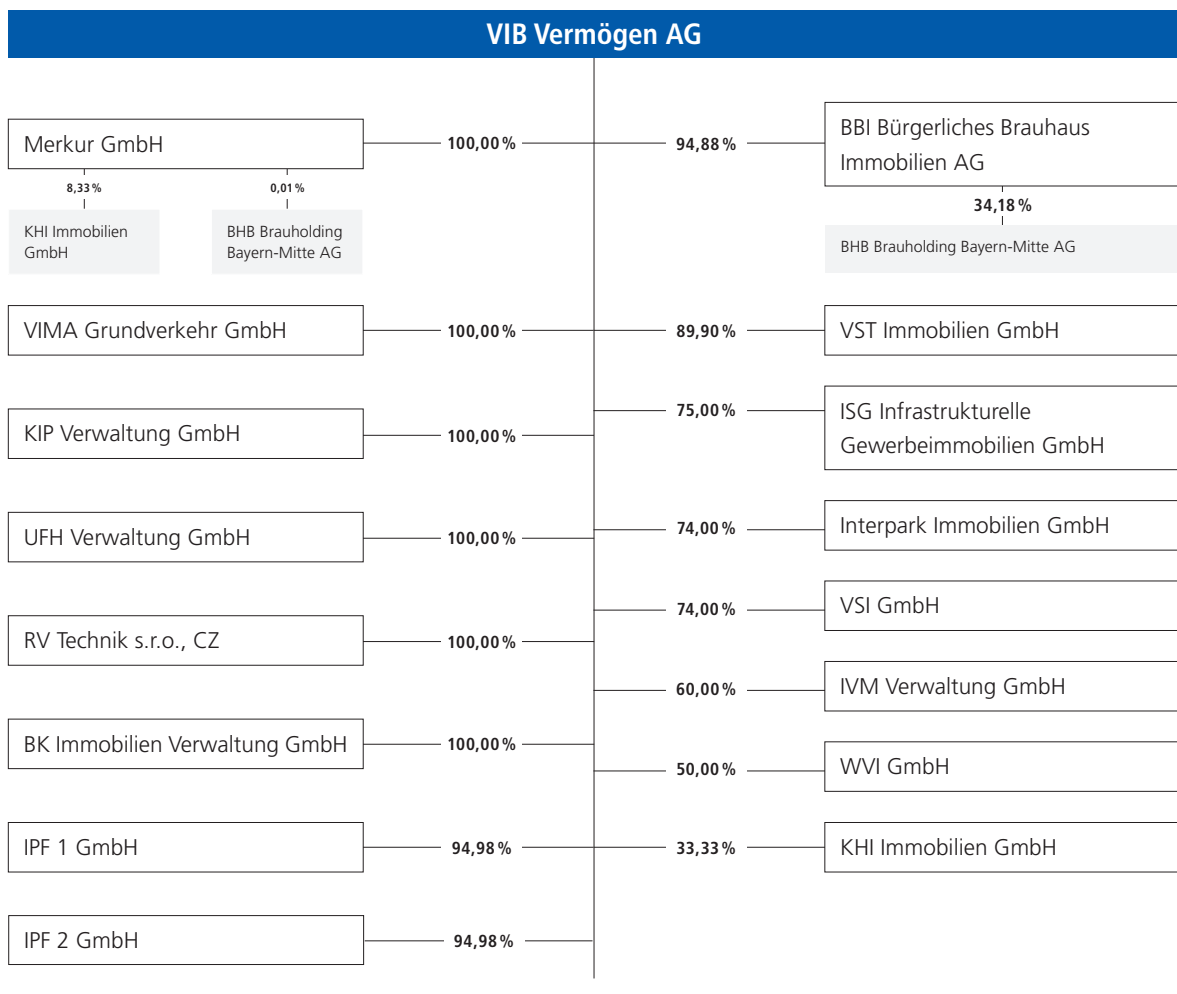 VIB Vermögen AG
Merkur GmbH
100,00 %
8,33 %
0,01 %
KHI Immobilien
GmbH
BHB Brauholding
Bayern-Mitte AG
94,88 %
BBI Bürgerliches Brauhaus
Immobilien AG
34,18 %
BHB Brauholding Bayern-Mitte AG
VIMA Grundverkehr GmbH
100,00 %
89,90 %
VST Immobilien GmbH
KIP Verwaltung GmbH
100,00 %
75,00 %
ISG Infrastrukturelle
Gewerbeimmobilien GmbH
UFH Verwaltung GmbH
100,00 %
74,00 %
Interpark Immobilien GmbH
RV Technik s.r.o., CZ
100,00 %
74,00 %
VSI GmbH
60,00 %
IVM Verwaltung GmbH
BK Immobilien Verwaltung GmbH
100,00 %
50,00 %
WVI GmbH
IPF 1 GmbH
94,98 %
33,33 %
KHI Immobilien GmbH
IPF 2 GmbH
94,98 %